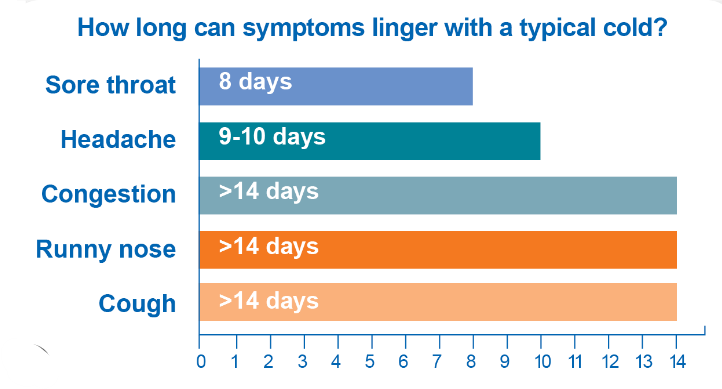 How long can symptoms linger with a typical cold?
Sore throat 8 days
Headache 9-10 days
Congestion >14 days
Runny nose >14 days
Cough >14 days
0 1 2 3 4 5 6 7 8 9 10 11 12 13 14